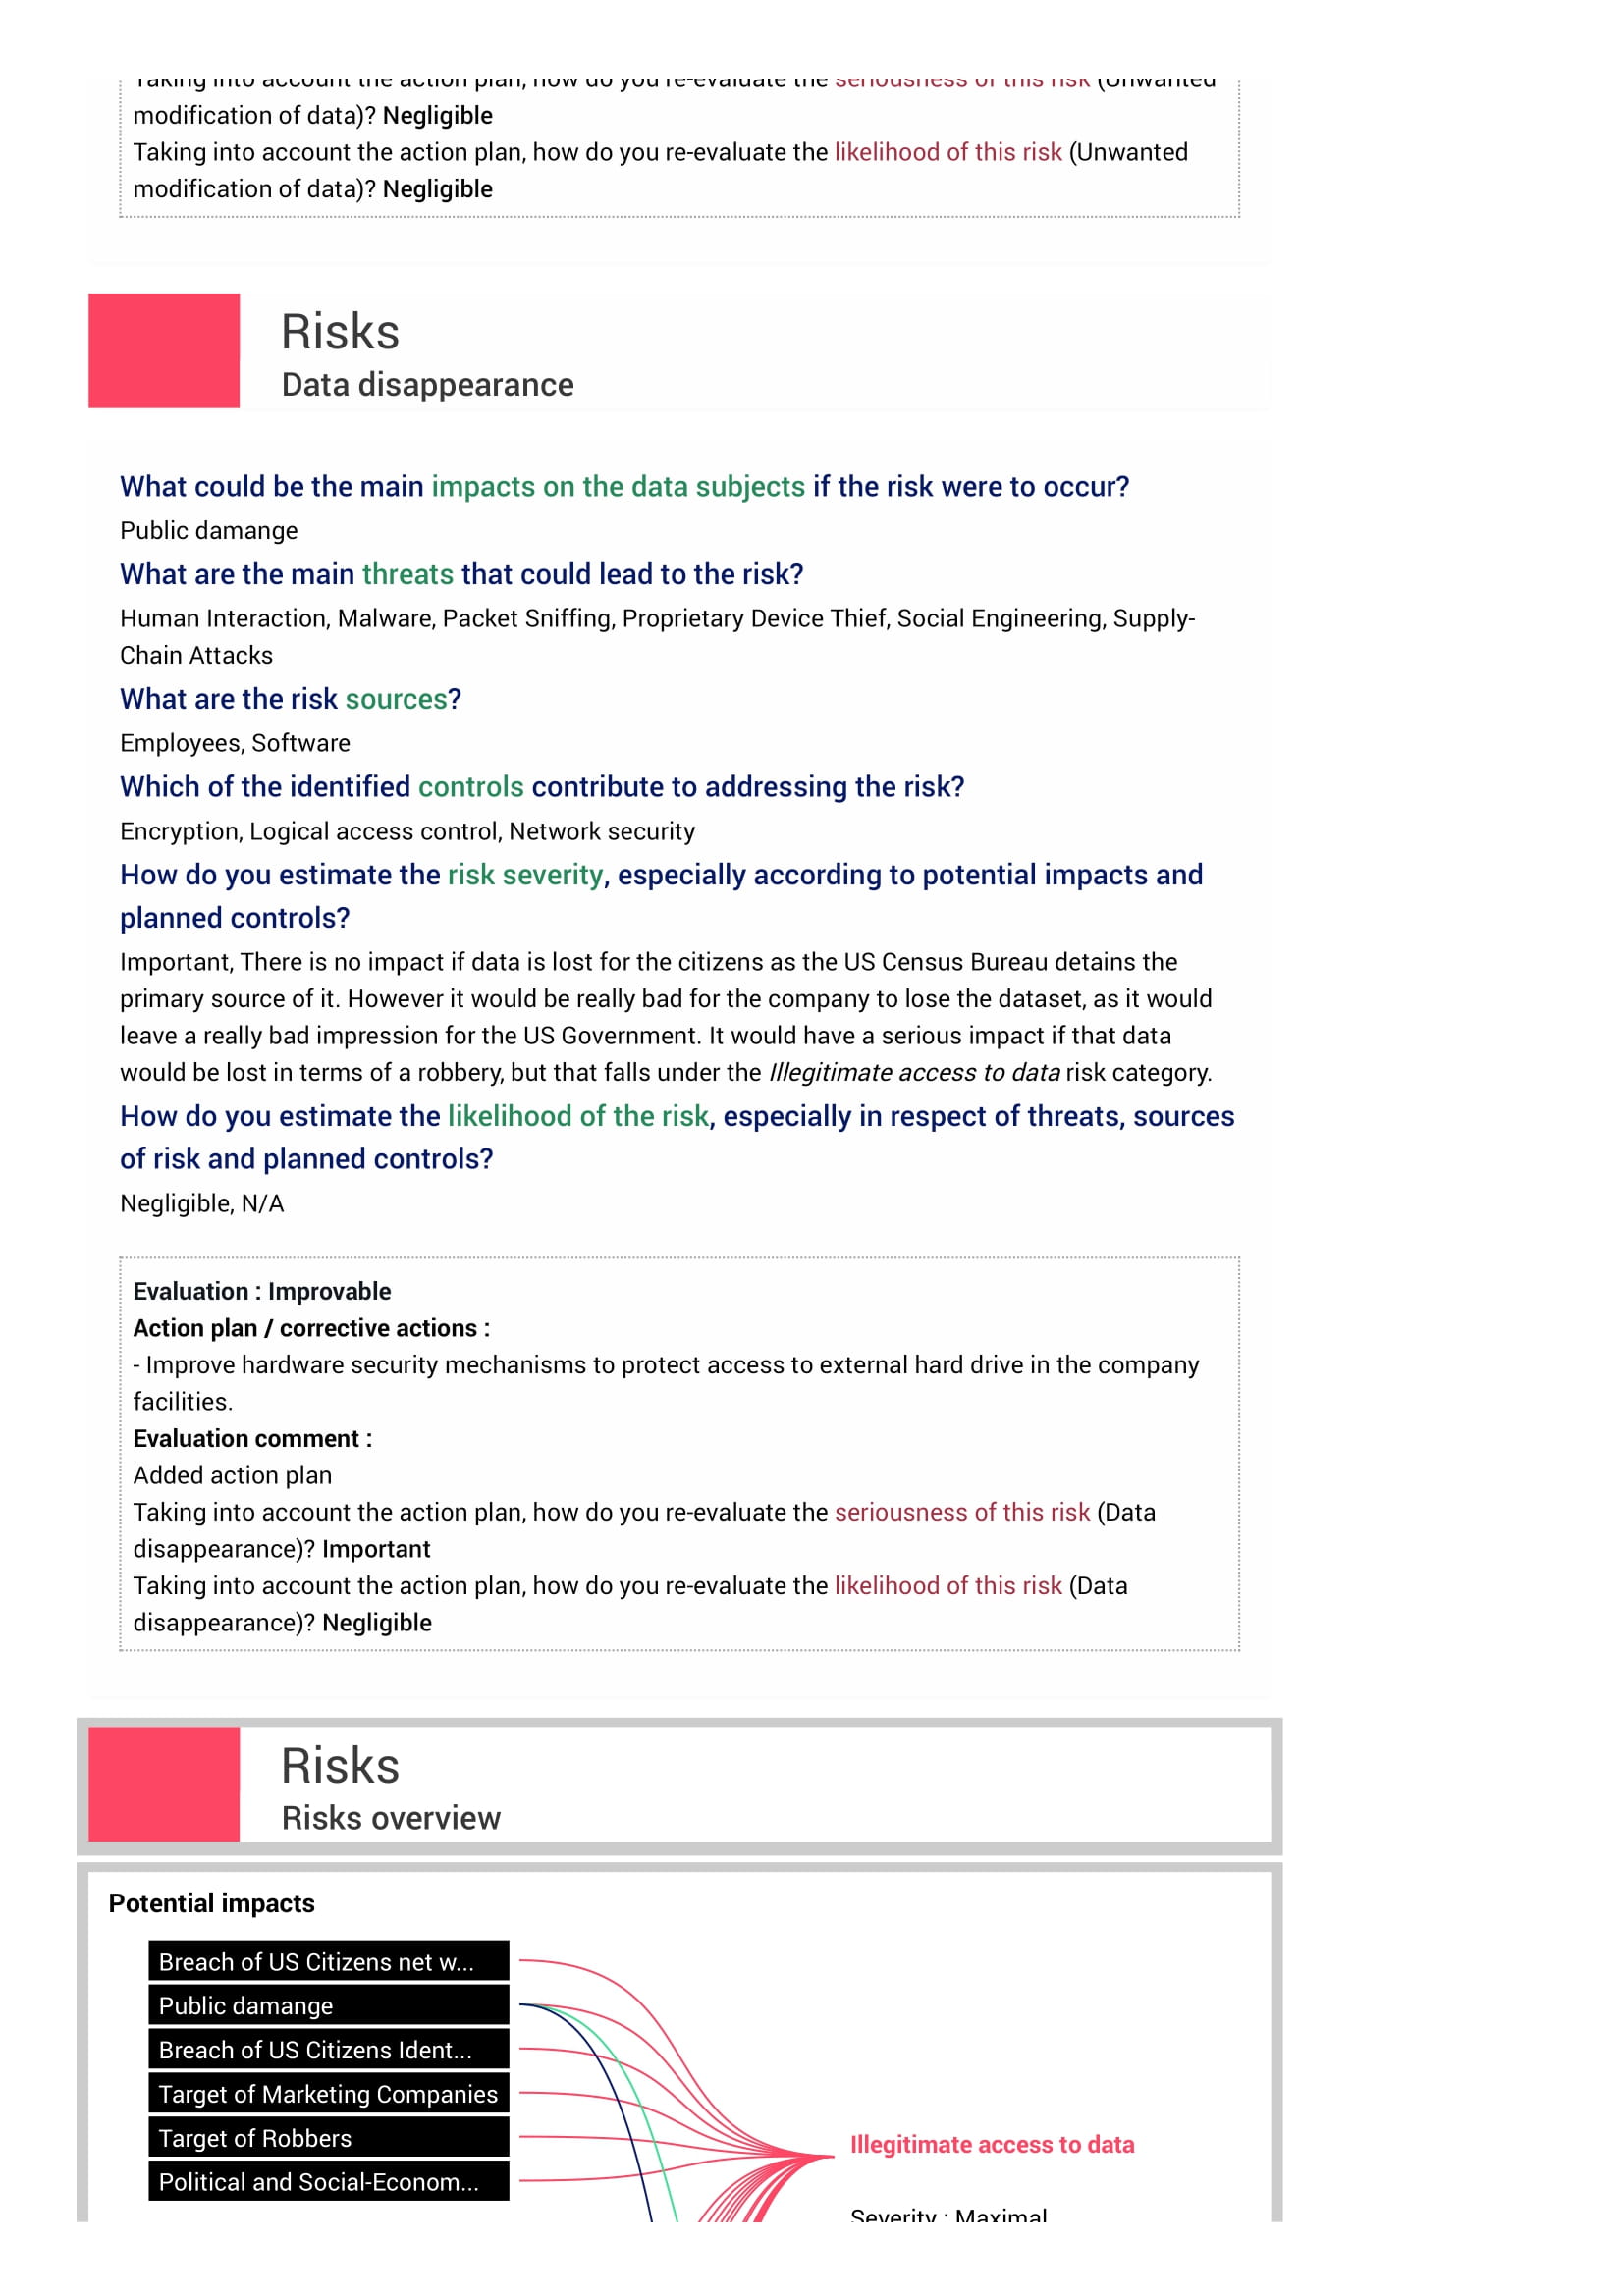 Taking into account the action plan, how do you re-evaluate the seriousness of this risk (Unwanted
modification of data)? Negligible
Taking into account the action plan, how do you re-evaluate the likelihood of this risk (Unwanted
modification of data)? Negligible
Risks
Data disappearance
What could be the main impacts on the data subjects if the risk were to occur?
Public damange
What are the main threats that could lead to the risk?
Human Interaction, Malware, Packet Sniffing, Proprietary Device Thief, Social Engineering, Supply-
Chain Attacks
What are the risk sources?
Employees, Software
Which of the identified controls contribute to addressing the risk?
Encryption, Logical access control, Network security
How do you estimate the risk severity, especially according to potential impacts and
planned controls?
Important, There is no impact if data is lost for the citizens as the US Census Bureau detains the
primary source of it. However it would be really bad for the company to lose the dataset, as it would
leave a really bad impression for the US Government. It would have a serious impact if that data
would be lost in terms of a robbery, but that falls under the Illegitimate access to data risk category.
How do you estimate the likelihood of the risk, especially in respect of threats, sources
of risk and planned controls?
Negligible, N/A
Evaluation : Improvable
Action plan / corrective actions :
- Improve hardware security mechanisms to protect access to external hard drive in the company
facilities.
Evaluation comment :
Added action plan
Taking into account the action plan, how do you re-evaluate the seriousness of this risk (Data
disappearance)? Important
Taking into account the action plan, how do you re-evaluate the likelihood of this risk (Data
disappearance)? Negligible
Risks
Risks overview
Potential impacts
Breach of US Citizens net w...
Public damange
Breach of US Citizens Ident...
Target of Marketing Companies
Target of Robbers
Political and Social-Econom...
Illegitimate access to data
Severity : Maximal